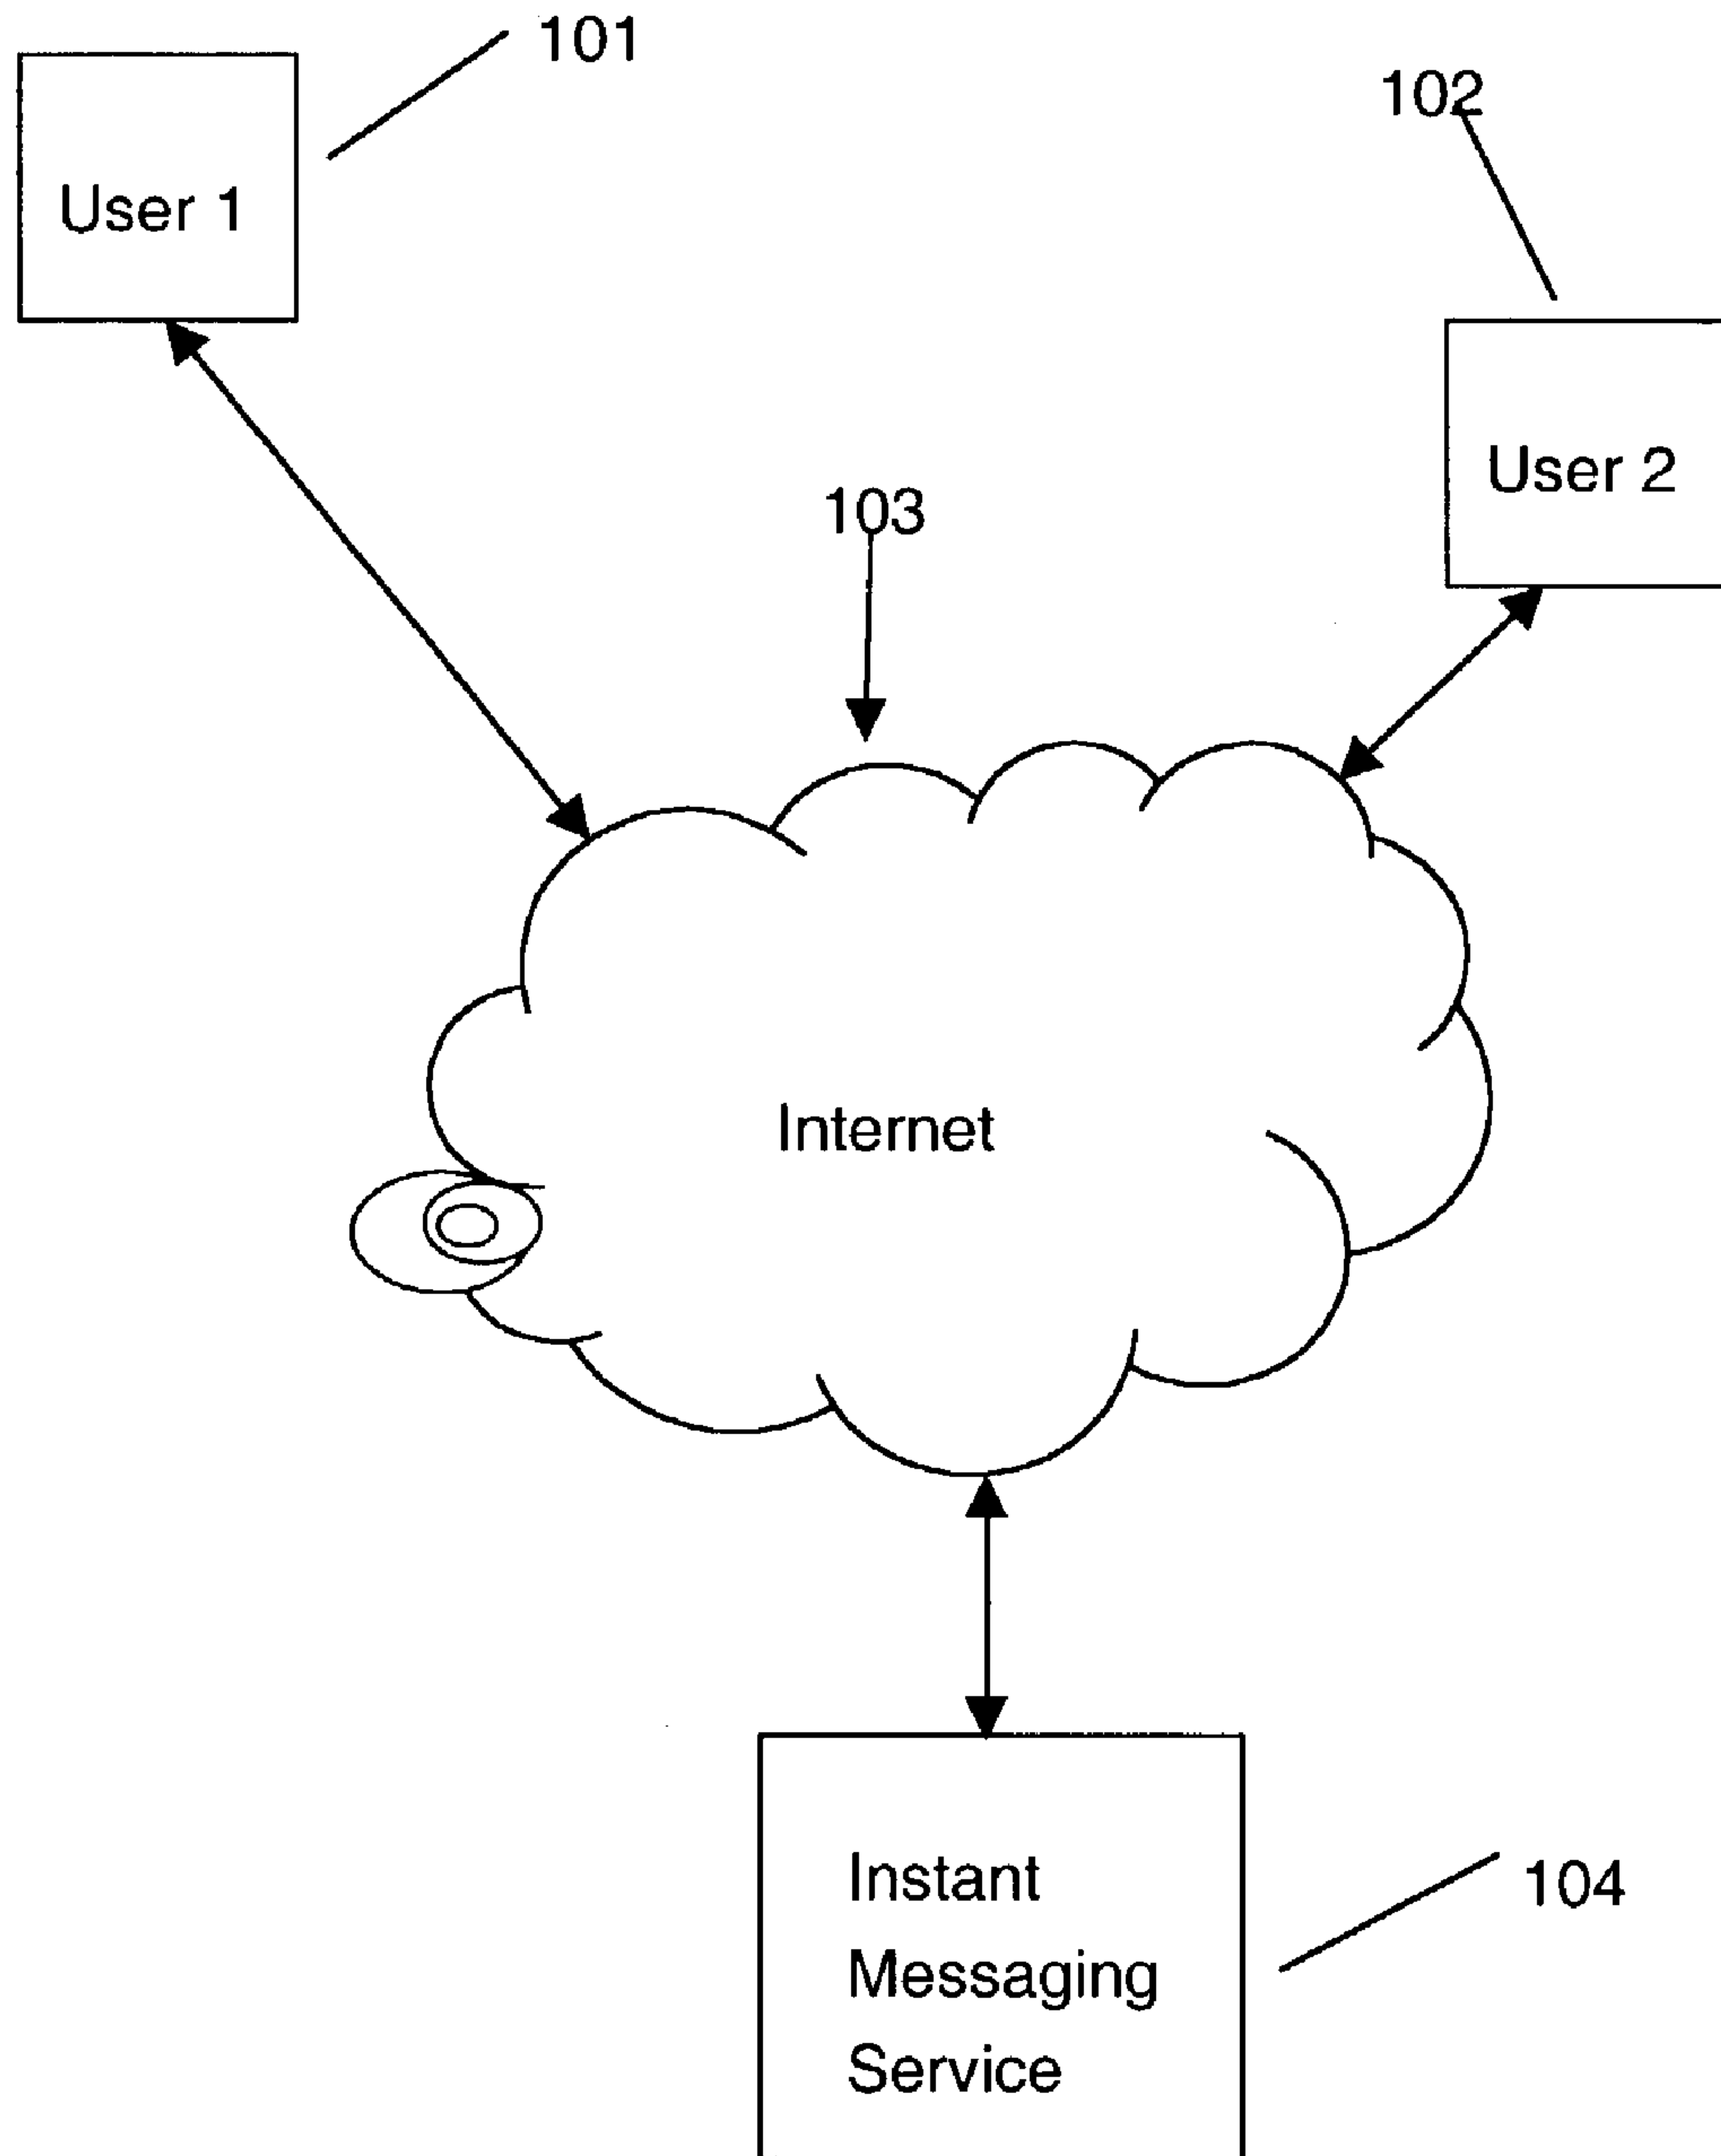 101
102
User 1
User 2
103
Internet
Instant
Messaging
Service
104